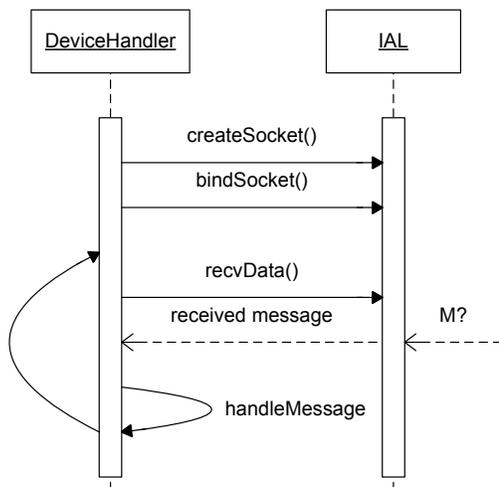 DeviceHandler
IAL
createSocket()
bindSocket()
recvData()
received message
M?
handleMessage